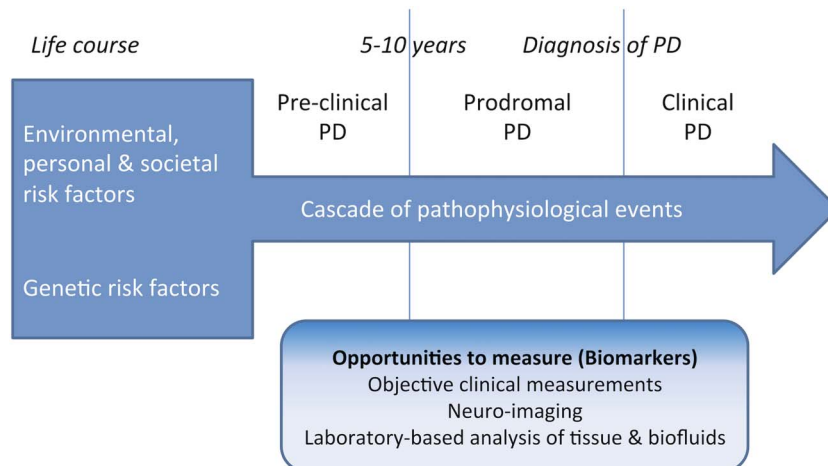 Life course
5-10 years
Diagnosis of PD
Pre-clinical
PD
Prodromal
PD
Clinical
PD
Environmental,
personal & societal
risk factors
Cascade of pathophysiological events
Genetic risk factors
Opportunities to measure (Biomarkers)
Objective clinical measurements
Neuro-imaging
Laboratory-based analysis of tissue & biofluids